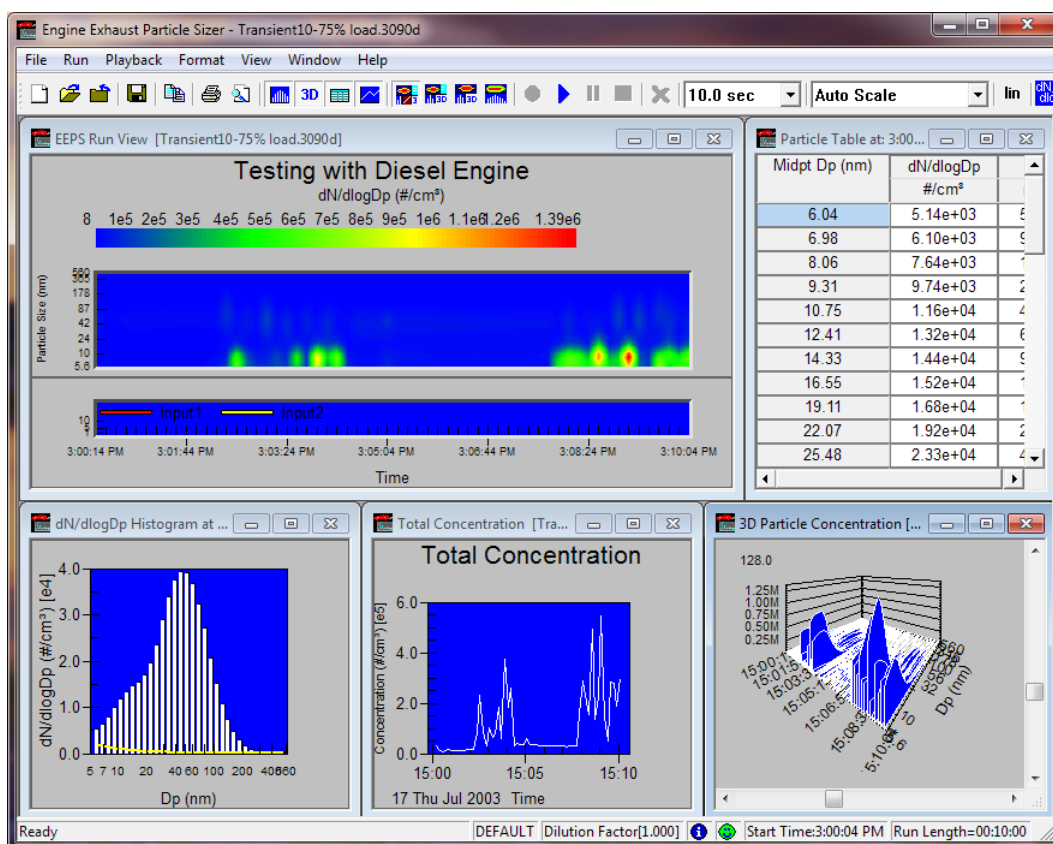 Engine Exhaust Particle Sizer - Transient10-75% load.3090d
File Run Playback Format View Window Help
3D 3D 3D 10.0 sec Auto Scale lin dN/
EEPS Run View [Transient10-75% load.3090d]
Testing with Diesel Engine
dN/dlogDp (#/cm³)
8 1e5 2e5 3e5 4e5 5e5 6e5 7e5 8e5 9e5 1e6 1.1e6 1.2e6 1.39e6
Particle Size (nm)
178
87
42
24
10
5.6
Input1 Input2
10
5
1
3:00:14 PM 3:01:44 PM 3:03:24 PM 3:05:04 PM 3:06:44 PM 3:08:24 PM 3:10:04 PM
Time
Particle Table at: 3:00...
Midpt Dp (nm) dN/dlogDp
#/cm³
6.04 5.14e+03
6.98 6.10e+03
8.06 7.64e+03
9.31 9.74e+03
10.75 1.16e+04
12.41 1.32e+04
14.33 1.44e+04
16.55 1.52e+04
19.11 1.68e+04
22.07 1.92e+04
25.48 2.33e+04
dN/dlogDp Histogram at ...
dN/dlogDp (#/cm³) [e4]
4.0
3.0
2.0
1.0
0.0
5 7 10 20 40 60 100 200 400
Dp (nm)
Total Concentration [Tra...
Total Concentration
Concentration (#/cm³) [e5]
6.0
4.0
2.0
0.0
15:00 15:05 15:10
17 Thu Jul 2003 Time
3D Particle Concentration [...
128.0
1.25M
1.00M
0.75M
0.50M
0.25M
Dp (nm)
10
6
Ready DEFAULT Dilution Factor[1.000] Start Time:3:00:04 PM Run Length=00:10:00